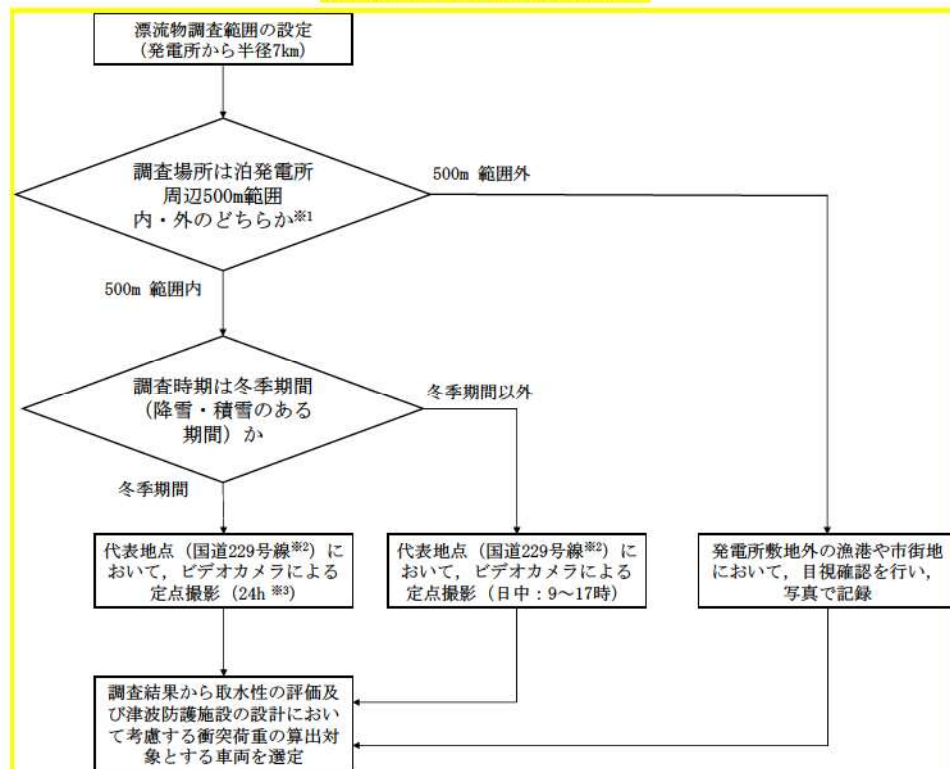 漂流物調査範囲の設定
(発電所から半径7km)
調査場所は泊発電所
周辺500m範囲
内・外のどちらか※1
500m 範囲外
500m 範囲内
調査時期は冬季期間
(降雪・積雪のある
期間)か
冬季期間以外
冬季期間
代表地点(国道229号線※2)に
おいて,ビデオカメラによる
定点撮影(24h ※3)
代表地点(国道229号線※2)に
おいて,ビデオカメラによる
定点撮影(日中:9~17時)
発電所敷地外の漁港や市街地
において,目視確認を行い,
写真で記録
調査結果から取水性の評価及
び津波防護施設の設計におい
て考慮する衝突荷重の算出対
象とする車両を選定